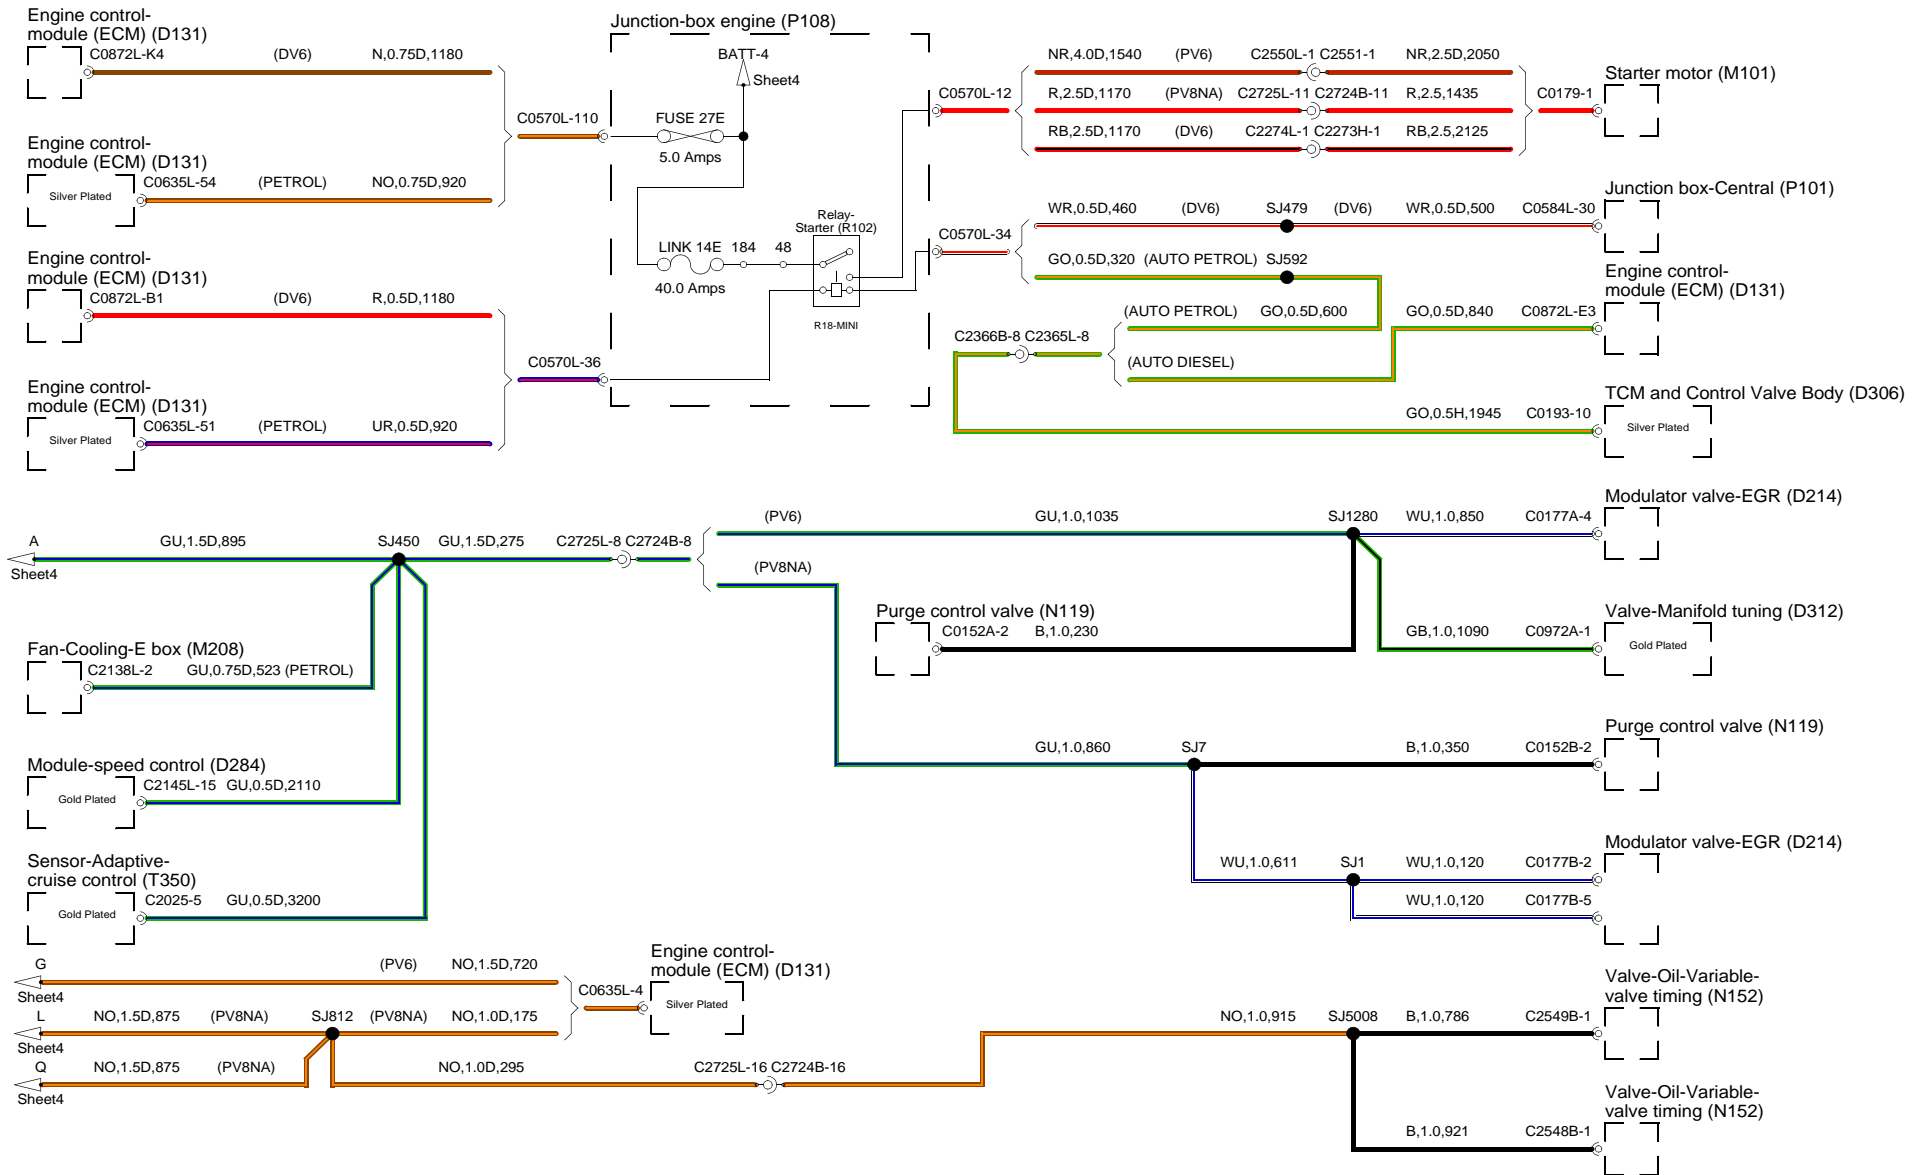 Engine control-
module (ECM) (D131)
C0872L-K4 (DV6) N,0.75D,1180
Engine control-
module (ECM) (D131)
Silver Plated
C0635L-54 (PETROL) NO,0.75D,920
C0570L-110
Engine control-
module (ECM) (D131)
C0872L-B1 (DV6) R,0.5D,1180
Engine control-
module (ECM) (D131)
Silver Plated
C0635L-51 (PETROL) UR,0.5D,920
C0570L-36
Junction-box engine (P108)
BATT-4
Sheet4
FUSE 27E
5.0 Amps
Relay-
Starter (R102)
LINK 14E 184 48
40.0 Amps
R18-MINI
C0570L-12
NR,4.0D,1540 (PV6) C2550L-1 C2551-1 NR,2.5D,2050
R,2.5D,1170 (PV8NA) C2725L-11 C2724B-11 R,2.5,1435
RB,2.5D,1170 (DV6) C2274L-1 C2273H-1 RB,2.5,2125
C0179-1
Starter motor (M101)
C0570L-34
WR,0.5D,460 (DV6) SJ479 (DV6) WR,0.5D,500 C0584L-30
Junction box-Central (P101)
GO,0.5D,320 (AUTO PETROL) SJ592
Engine control-
module (ECM) (D131)
(AUTO PETROL) GO,0.5D,600 GO,0.5D,840 C0872L-E3
C2366B-8 C2365L-8
(AUTO DIESEL)
TCM and Control Valve Body (D306)
GO,0.5H,1945 C0193-10
Silver Plated
A
Sheet4
GU,1.5D,895 SJ450 GU,1.5D,275 C2725L-8 C2724B-8
(PV6) GU,1.0,1035 SJ1280 WU,1.0,850 C0177A-4
Modulator valve-EGR (D214)
(PV8NA)
Purge control valve (N119)
C0152A-2 B,1.0,230
Valve-Manifold tuning (D312)
GB,1.0,1090 C0972A-1
Gold Plated
Fan-Cooling-E box (M208)
C2138L-2 GU,0.75D,523 (PETROL)
Module-speed control (D284)
Gold Plated
C2145L-15 GU,0.5D,2110
GU,1.0,860 SJ7 B,1.0,350 C0152B-2
Purge control valve (N119)
Sensor-Adaptive-
cruise control (T350)
Gold Plated
C2025-5 GU,0.5D,3200
Modulator valve-EGR (D214)
WU,1.0,611 SJ1 WU,1.0,120 C0177B-2
WU,1.0,120 C0177B-5
G
Sheet4
(PV6) NO,1.5D,720
Engine control-
module (ECM) (D131)
C0635L-4
Silver Plated
L
Sheet4
NO,1.5D,875 (PV8NA) SJ812 (PV8NA) NO,1.0D,175
Q
Sheet4
NO,1.5D,875 (PV8NA) NO,1.0D,295 C2725L-16 C2724B-16
Valve-Oil-Variable-
valve timing (N152)
NO,1.0,915 SJ5008 B,1.0,786 C2549B-1
Valve-Oil-Variable-
valve timing (N152)
B,1.0,921 C2548B-1